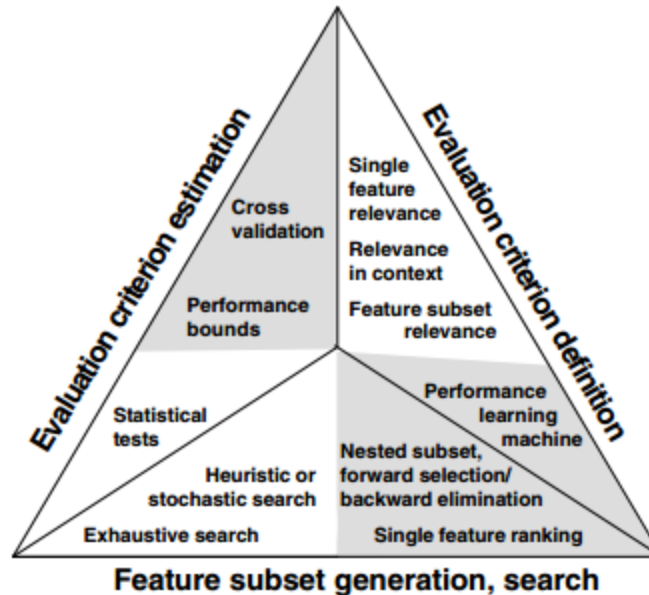 Evaluation criterion estimation
Evaluation criterion definition
Cross
validation
Performance
bounds
Statistical
tests
Single
feature
relevance
Relevance
in context
Feature subset
relevance
Performance
learning
machine
Heuristic or
stochastic search
Exhaustive search
Nested subset,
forward selection/
backward elimination
Single feature ranking
Feature subset generation, search